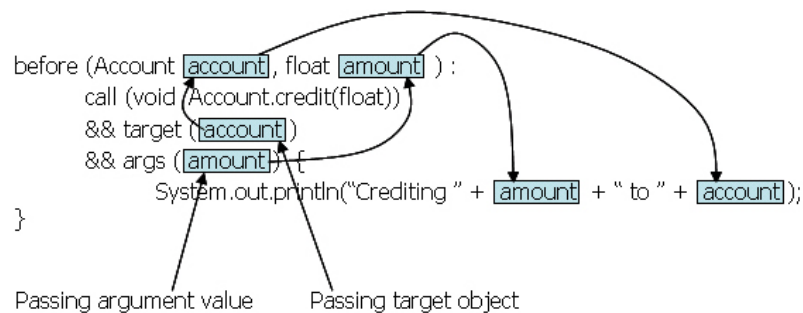 before (Account account, float amount ) :
call (void Account.credit(float))
&& target (account)
&& args (amount) {
System.out.println(“Crediting ” + amount + “ to ” + account);
}
Passing argument value Passing target object